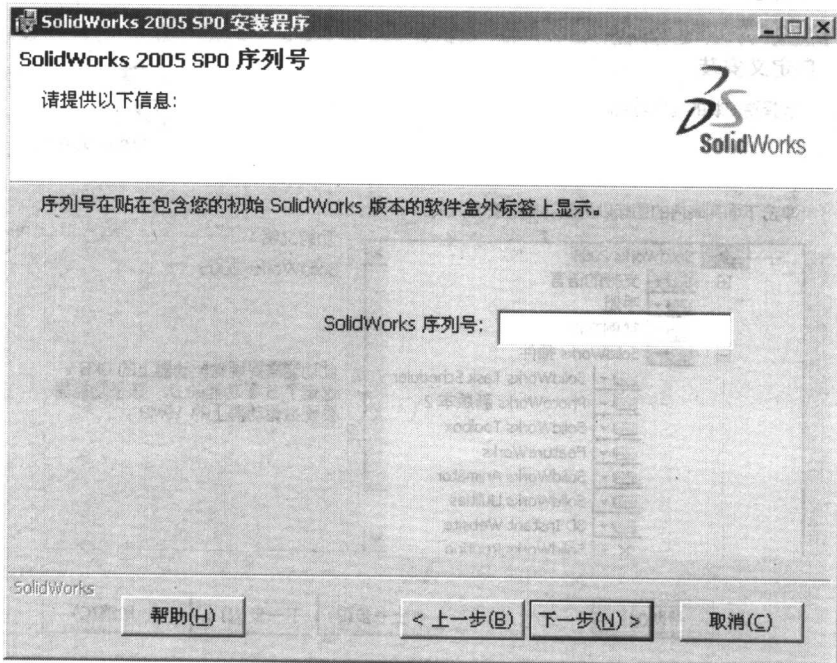 SolidWorks 2005 SP0 安装程序
SolidWorks 2005 SP0 序列号
请提供以下信息:
SolidWorks
序列号在贴在包含您的初始 SolidWorks 版本的软件盒外标签上显示。
SolidWorks 序列号:
SolidWorks
帮助(H)
< 上一步(B)
下一步(N) >
取消(C)